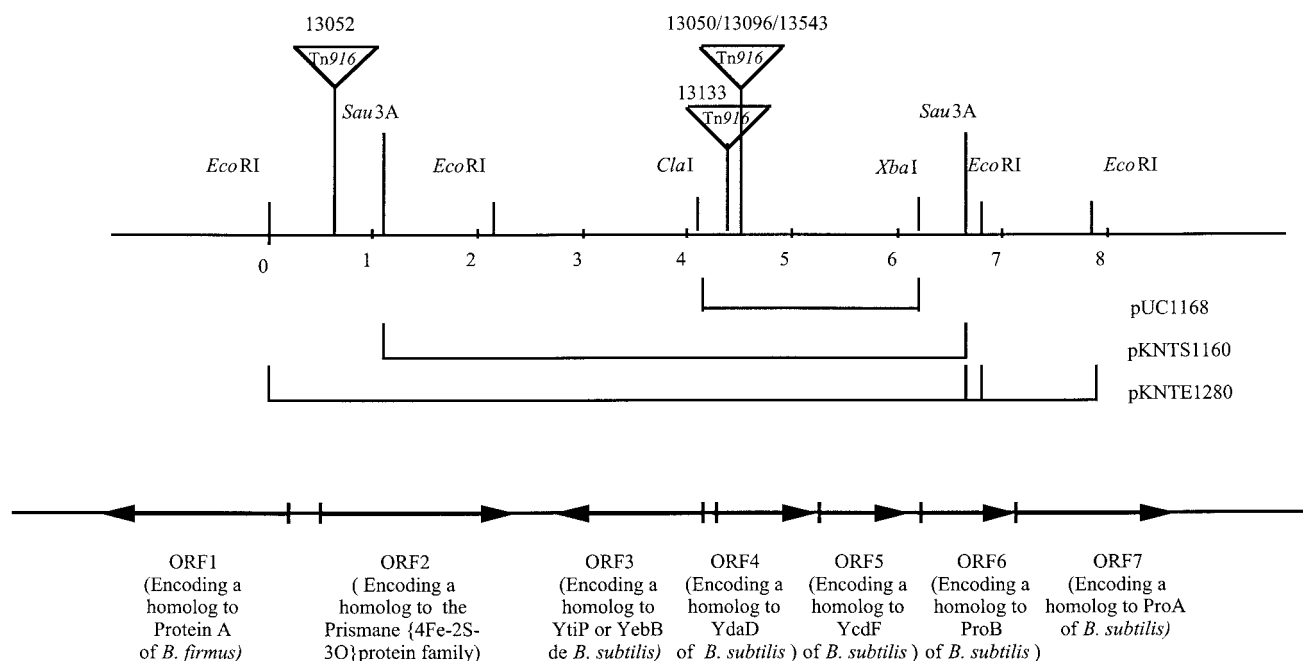 13052
13050/13096/13543
Tn916
Tn916
13133
Tn916
Sau3A
Sau3A
EcoRI
EcoRI
ClaI
XbaI
EcoRI
EcoRI
0
1
2
3
4
5
6
7
8
pUC1168
pKNTS1160
pKNTE1280
ORF1
(Encoding a
homolog to
Protein A
of B. firmus)
ORF2
( Encoding a
homolog to the
Prismane {4Fe-2S-
3O}protein family)
ORF3
(Encoding a
homolog to
YtiP or YebB
de B. subtilis)
ORF4
(Encoding a
homolog to
YdaD
of B. subtilis )
ORF5
(Encoding a
homolog to
YcdF
of B. subtilis )
ORF6
(Encoding a
homolog to
ProB
of B. subtilis )
ORF7
(Encoding a
homolog to ProA
of B. subtilis)